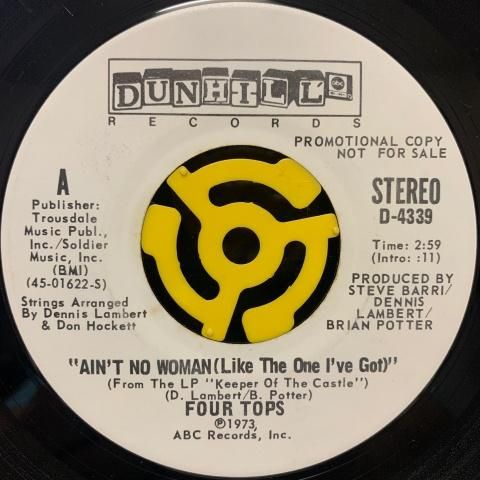 DUNHILL
abc
RECORDS
PROMOTIONAL COPY
NOT FOR SALE
A
Publisher:
Trousdale
Music Publ.,
Inc./Soldier
Music, Inc.
(BMI)
(45-01622-S)
Strings Arranged
By Dennis Lambert
& Don Hockett
STEREO
D-4339
Time: 2:59
(Intro: :11)
PRODUCED BY
STEVE BARRI/
DENNIS
LAMBERT/
BRIAN POTTER
"AIN'T NO WOMAN(Like The One I've Got)"
(From The LP "Keeper Of The Castle")
(D. Lambert/B. Potter)
FOUR TOPS
℗1973,
ABC Records, Inc.